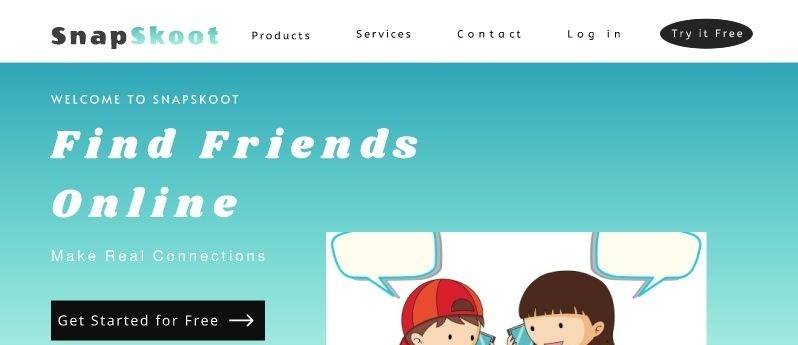 SnapSkoot
Products
Services
Contact
Log in
Try it Free
WELCOME TO SNAPSKOOT
Find Friends
Online
Make Real Connections
Get Started for Free